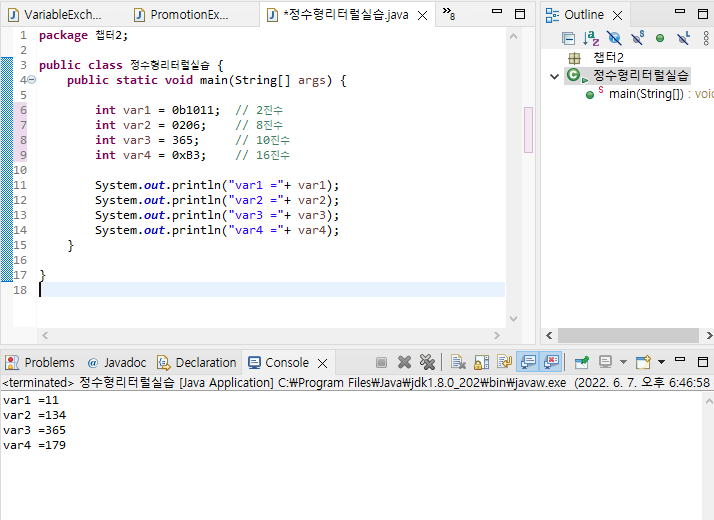 VariableExch...
PromotionEx...
*정수형리터럴실습.java
»8
1 package 챕터2;
2
3 public class 정수형리터럴실습 {
4 public static void main(String[] args) {
5
6 int var1 = 0b1011; // 2진수
7 int var2 = 0206; // 8진수
8 int var3 = 365; // 10진수
9 int var4 = 0xB3; // 16진수
10
11 System.out.println("var1 ="+ var1);
12 System.out.println("var2 ="+ var2);
13 System.out.println("var3 ="+ var3);
14 System.out.println("var4 ="+ var4);
15 }
16
17 }
18
Outline
챕터2
정수형리터럴실습
main(String[]) : void
Problems @ Javadoc Declaration Console
<terminated> 정수형리터럴실습 [Java Application] C:₩Program Files₩Java₩jdk1.8.0_202₩bin₩javaw.exe (2022. 6. 7. 오후 6:46:58
var1 =11
var2 =134
var3 =365
var4 =179